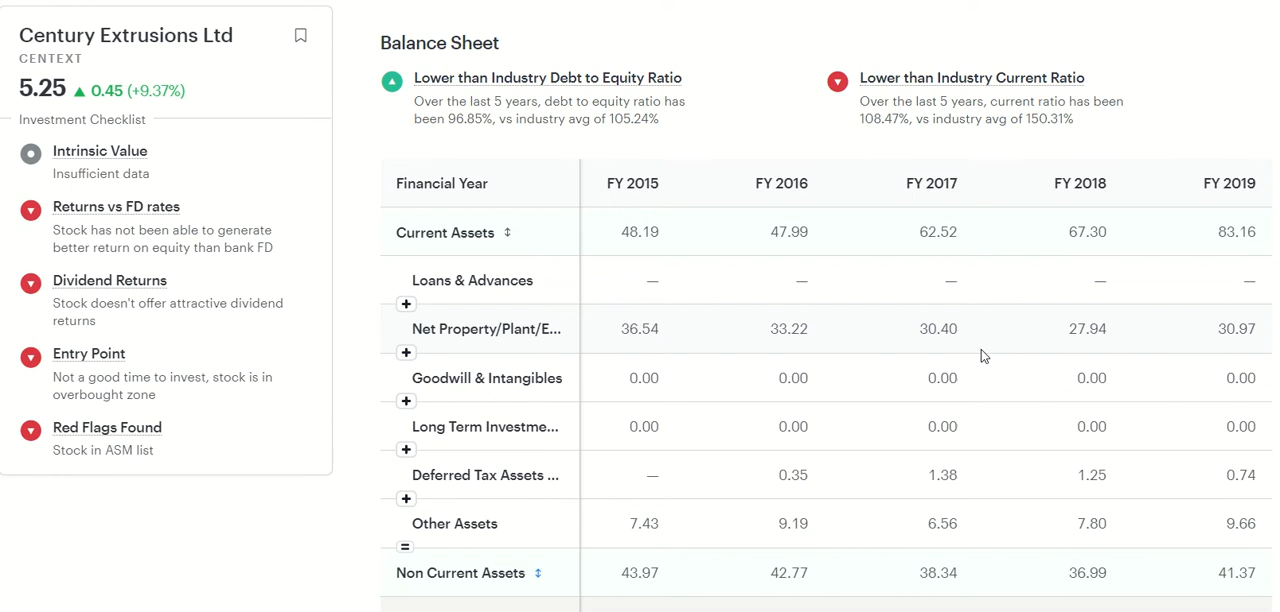 Century Extrusions Ltd
CENTEXT
5.25 ▲ 0.45 (+9.37%)
Investment Checklist
Intrinsic Value
Insufficient data
Returns vs FD rates
Stock has not been able to generate
better return on equity than bank FD
Dividend Returns
Stock doesn't offer attractive dividend
returns
Entry Point
Not a good time to invest, stock is in
overbought zone
Red Flags Found
Stock in ASM list
Balance Sheet
Lower than Industry Debt to Equity Ratio
Over the last 5 years, debt to equity ratio has
been 96.85%, vs industry avg of 105.24%
Lower than Industry Current Ratio
Over the last 5 years, current ratio has been
108.47%, vs industry avg of 150.31%
Financial Year FY 2015 FY 2016 FY 2017 FY 2018 FY 2019
Current Assets 48.19 47.99 62.52 67.30 83.16
Loans & Advances — — — — —
+
Net Property/Plant/E... 36.54 33.22 30.40 27.94 30.97
+
Goodwill & Intangibles 0.00 0.00 0.00 0.00 0.00
+
Long Term Investme... 0.00 0.00 0.00 0.00 0.00
+
Deferred Tax Assets ... — 0.35 1.38 1.25 0.74
+
Other Assets 7.43 9.19 6.56 7.80 9.66
=
Non Current Assets 43.97 42.77 38.34 36.99 41.37